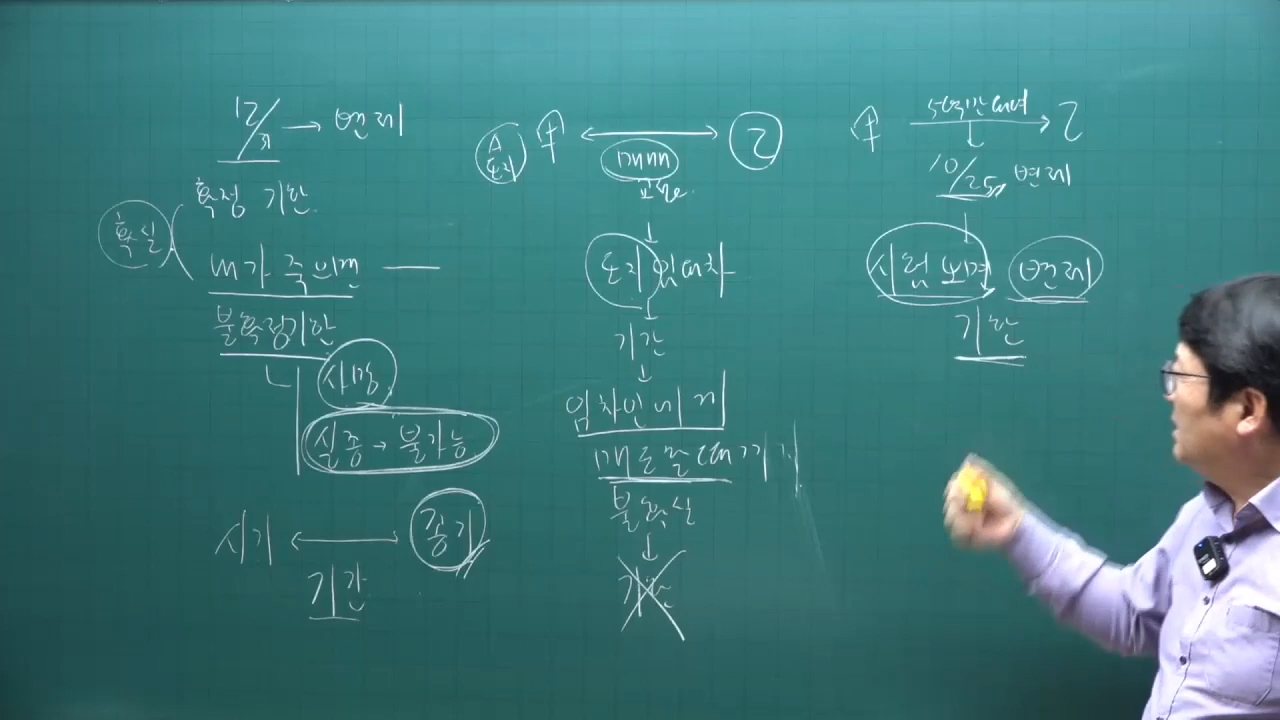 12/31 → 변제
확정 기한
확실
내가 죽으면 —
불확정기한
사망
실종 → 불가능
시기 ↔ 종기
기간
A 토지 甲 ↔ 乙
매매
토지 임대차
↓
기간
↓
임차인에게
매도할 때까지
불확실
↓
기한
甲 5억만 대여 → 乙
10/25 변제
↓
시험 보면 변제
기한